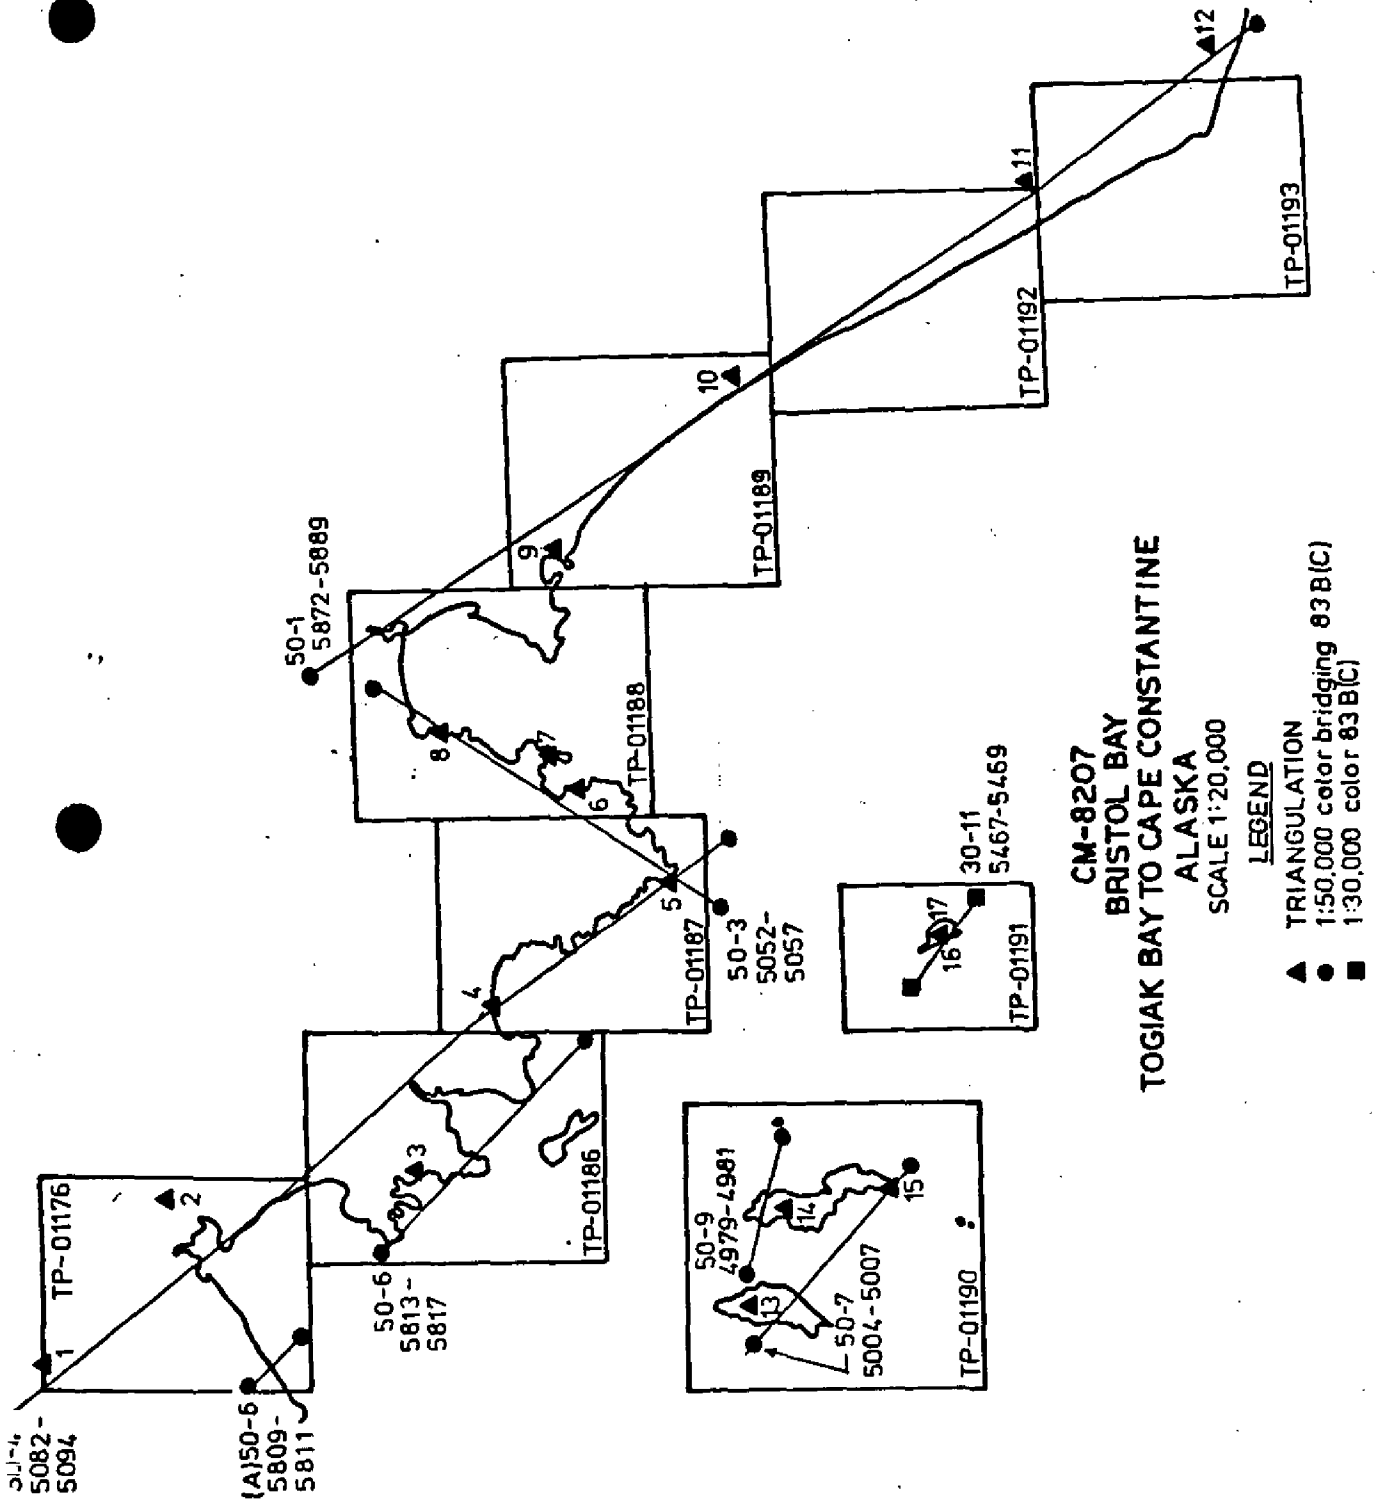 5082-
5094
(A)50-6
5809-
5811
1
TP-01176
2
50-6
5813-
5817
3
TP-01186
4
TP-01187
5
50-3
5052-
5057
6
7
8
TP-01188
50-1
5872-5889
9
TP-01189
10
TP-01192
11
TP-01193
12
50-9
4979-4981
13
14
15
50-7
5004-5007
TP-01190
16
17
TP-01191
30-11
5467-5469
CM-8207
BRISTOL BAY
TOGIAK BAY TO CAPE CONSTANTINE
ALASKA
SCALE 1:20,000
LEGEND
TRIANGULATION
1:50,000 color bridging 83 B(C)
1:30,000 color 83 B(C)